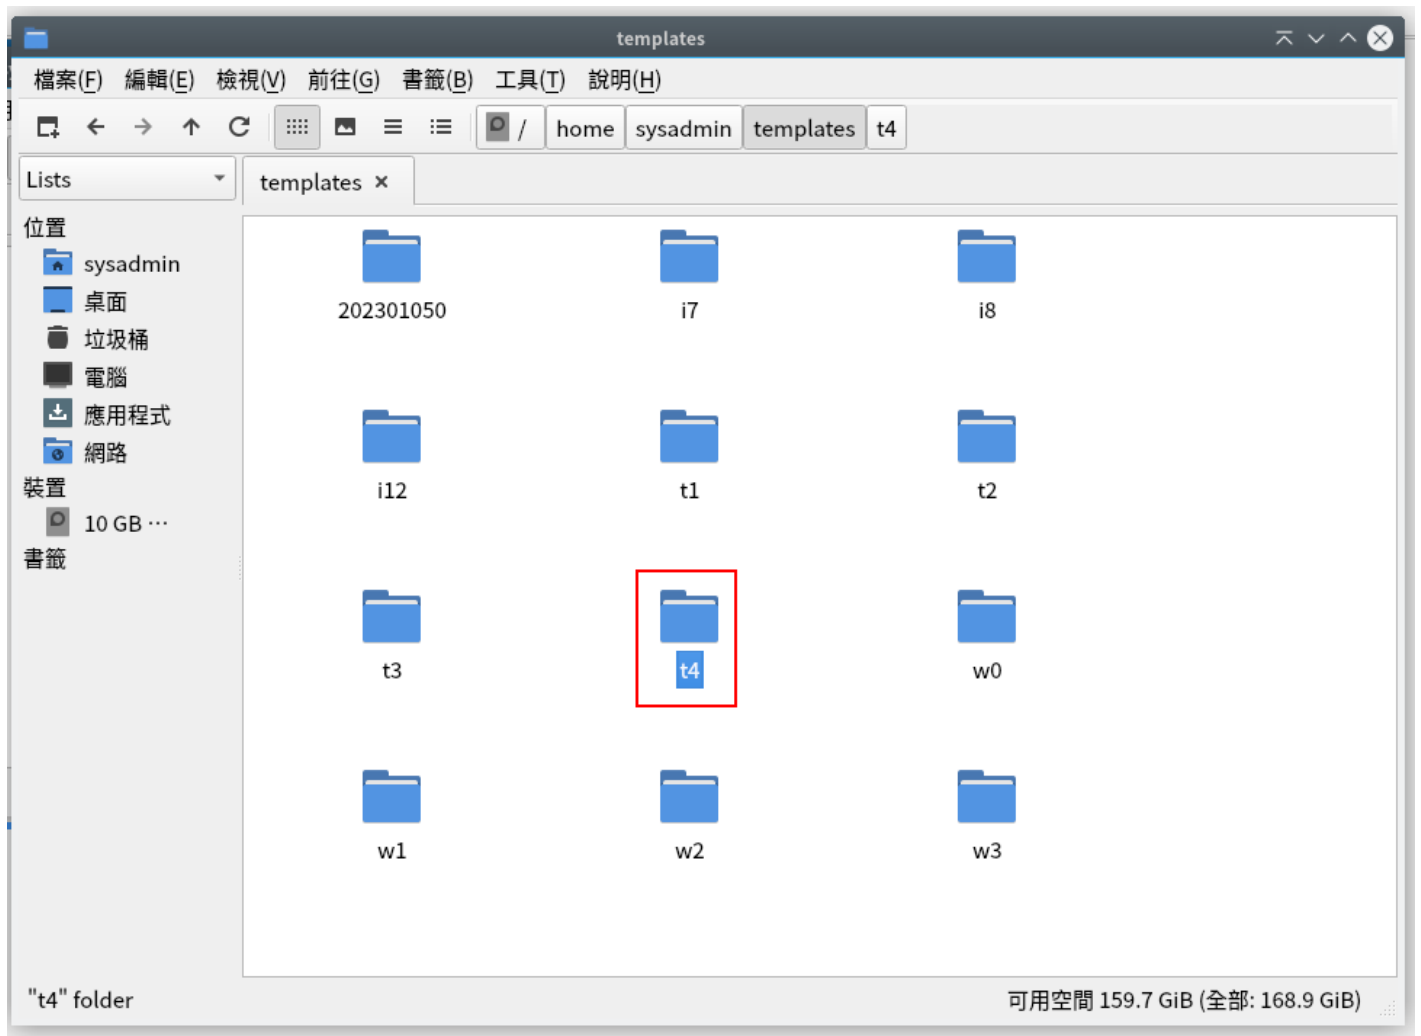 templates
檔案(F) 編輯(E) 檢視(V) 前往(G) 書籤(B) 工具(T) 說明(H)
/ home sysadmin templates t4
Lists
templates
位置
sysadmin
桌面
垃圾桶
電腦
應用程式
網路
裝置
10 GB ⋯
書籤
202301050 i7 i8
i12 t1 t2
t3 t4 w0
w1 w2 w3
"t4" folder
可用空間 159.7 GiB (全部: 168.9 GiB)